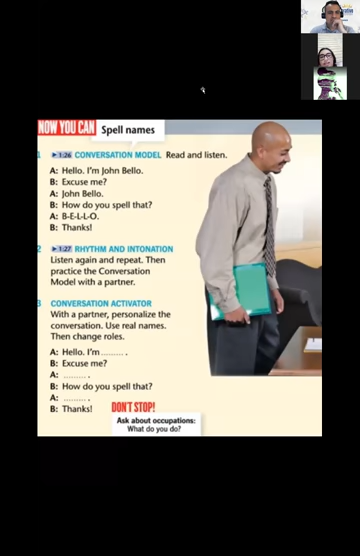 NOW YOU CAN Spell names
1 ▶1:26 CONVERSATION MODEL Read and listen.
A: Hello. I'm John Bello.
B: Excuse me?
A: John Bello.
B: How do you spell that?
A: B-E-L-L-O.
B: Thanks!
2 ▶1:27 RHYTHM AND INTONATION
Listen again and repeat. Then
practice the Conversation
Model with a partner.
3 CONVERSATION ACTIVATOR
With a partner, personalize the
conversation. Use real names.
Then change roles.
A: Hello. I'm ......... .
B: Excuse me?
A: ......... .
B: How do you spell that?
A: ......... .
B: Thanks!
DON'T STOP!
Ask about occupations:
What do you do?